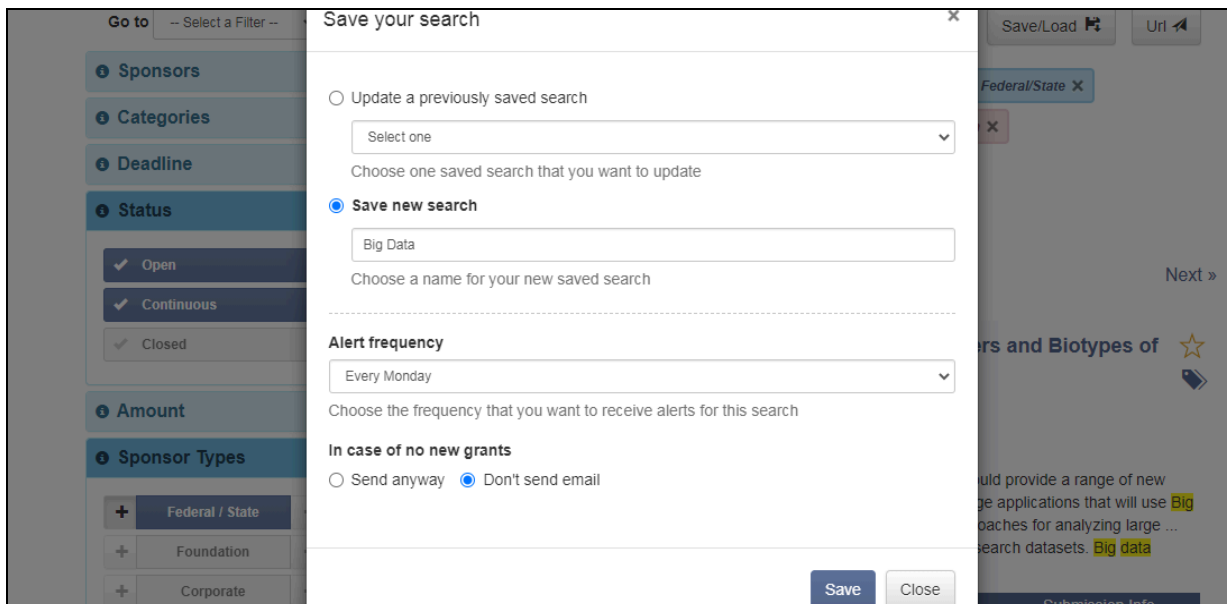 Go to
-- Select a Filter --
Sponsors
Categories
Deadline
Status
Open
Continuous
Closed
Amount
Sponsor Types
Federal / State
Foundation
Corporate
Save your search
×
Update a previously saved search
Select one
Choose one saved search that you want to update
Save new search
Big Data
Choose a name for your new saved search
Alert frequency
Every Monday
Choose the frequency that you want to receive alerts for this search
In case of no new grants
Send anyway Don't send email
Save Close
Save/Load Url
Federal/State ×
×
Next »
and Biotypes of
provide a range of new
applications that will use Big
for analyzing large ...
datasets. Big data
Submission Info